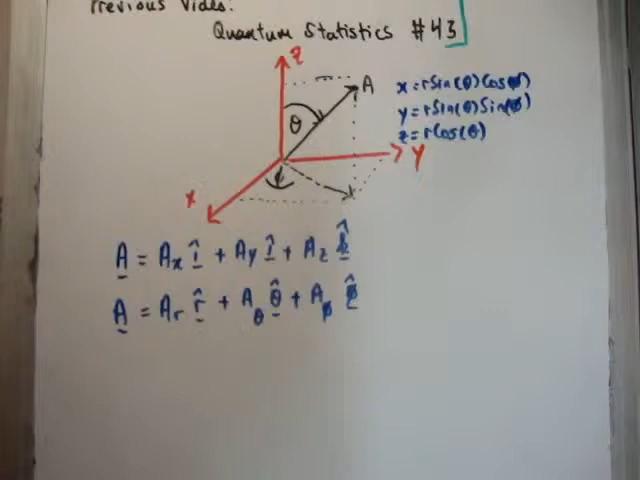 Previous Video:
Quantum Statistics #43
z
A
x = r Sin(θ) Cos(ϕ)
y = r Sin(θ) Sin(ϕ)
z = r Cos(θ)
θ
Y
x
A = Ax î + Ay ĵ + Az k̂
A = Ar r̂ + Aθ θ̂ + Aϕ ϕ̂